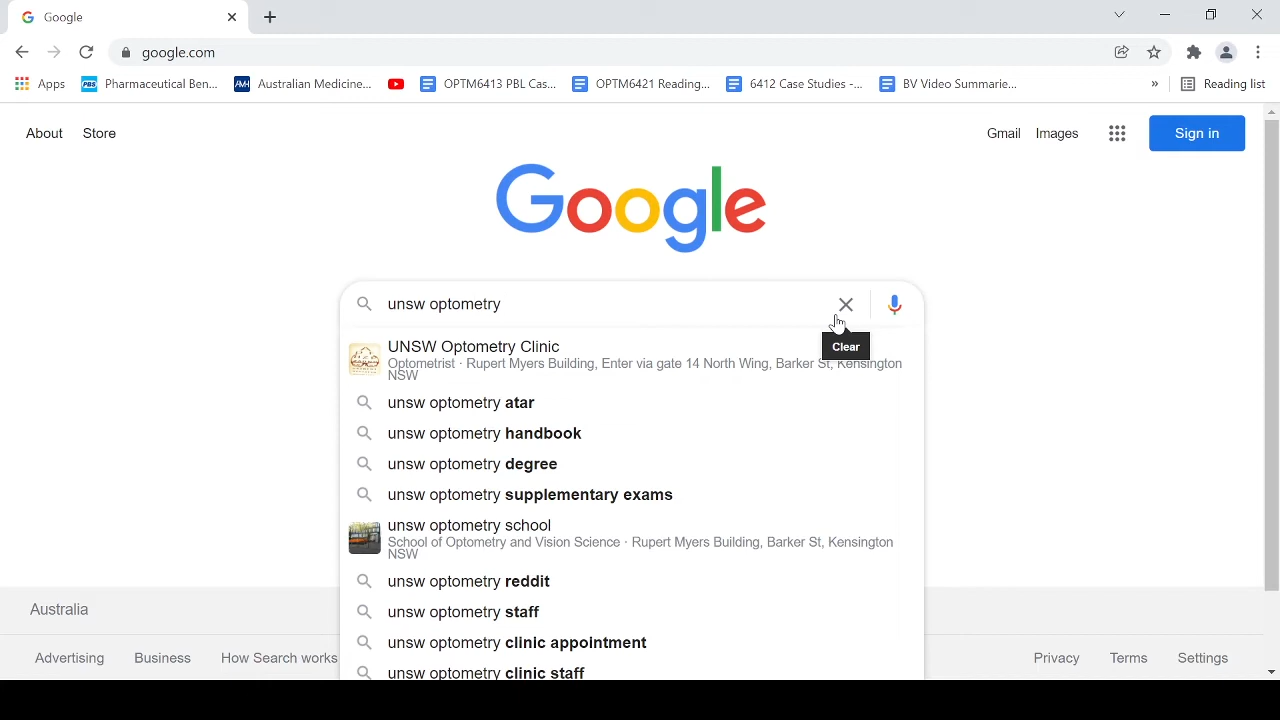 Google
google.com
Apps
PBS Pharmaceutical Ben...
AMH Australian Medicine...
OPTM6413 PBL Cas...
OPTM6421 Reading...
6412 Case Studies -...
BV Video Summarie...
»
Reading list
About Store
Gmail Images
Sign in
Google
unsw optometry
Clear
UNSW Optometry Clinic
Optometrist · Rupert Myers Building, Enter via gate 14 North Wing, Barker St, Kensington
NSW
unsw optometry atar
unsw optometry handbook
unsw optometry degree
unsw optometry supplementary exams
unsw optometry school
School of Optometry and Vision Science · Rupert Myers Building, Barker St, Kensington
NSW
unsw optometry reddit
unsw optometry staff
unsw optometry clinic appointment
unsw optometry clinic staff
Australia
Advertising Business How Search works
Privacy Terms Settings